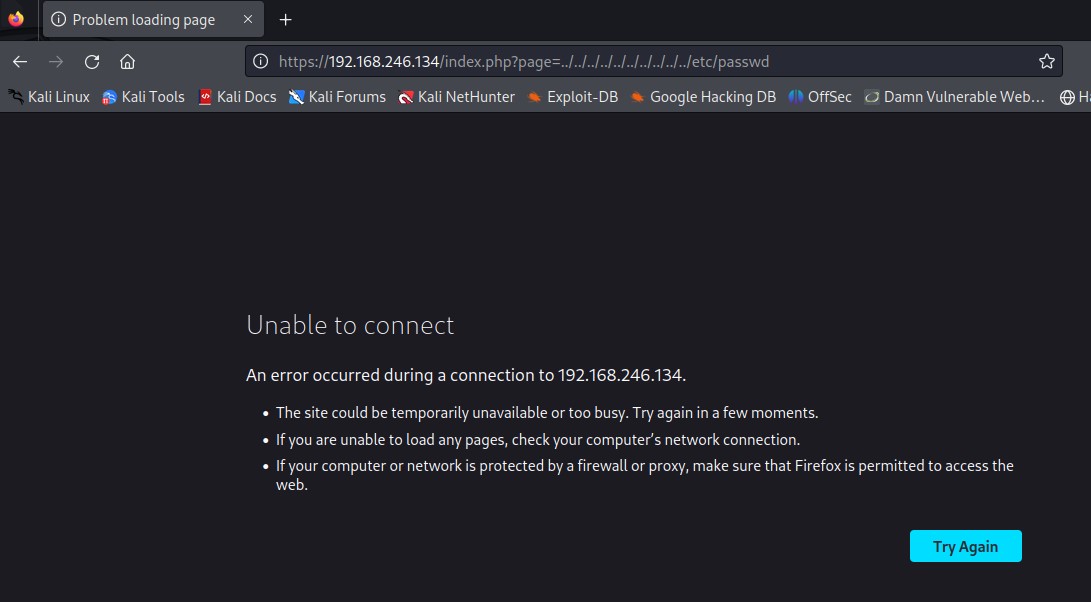 Problem loading page
https://192.168.246.134/index.php?page=../../../../../../../../../../etc/passwd
Kali Linux Kali Tools Kali Docs Kali Forums Kali NetHunter Exploit-DB Google Hacking DB OffSec Damn Vulnerable Web… Ha
Unable to connect
An error occurred during a connection to 192.168.246.134.
• The site could be temporarily unavailable or too busy. Try again in a few moments.
• If you are unable to load any pages, check your computer’s network connection.
• If your computer or network is protected by a firewall or proxy, make sure that Firefox is permitted to access the
web.
Try Again